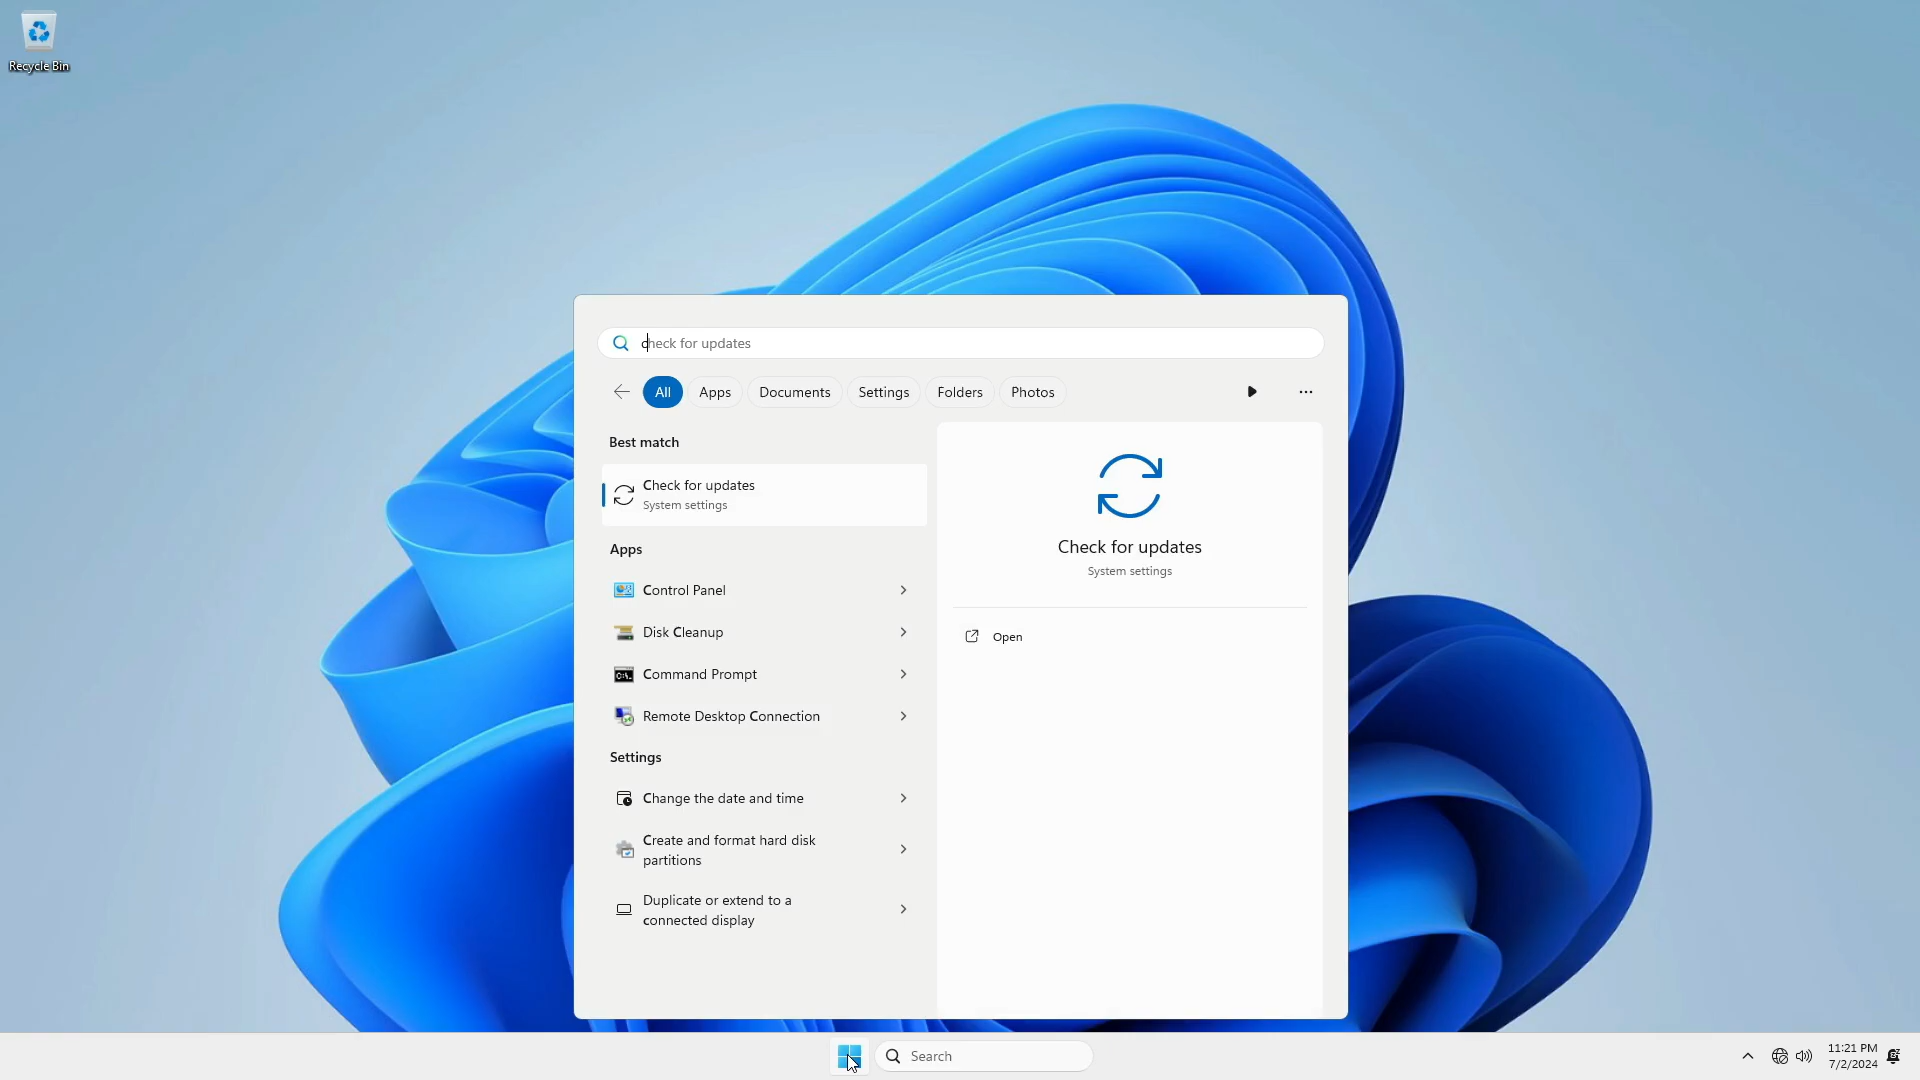 Recycle Bin
check for updates
All
Apps
Documents
Settings
Folders
Photos
Best match
Check for updates
System settings
Apps
Control Panel
Disk Cleanup
Command Prompt
Remote Desktop Connection
Settings
Change the date and time
Create and format hard disk
partitions
Duplicate or extend to a
connected display
Check for updates
System settings
Open
Search
11:21 PM
7/2/2024